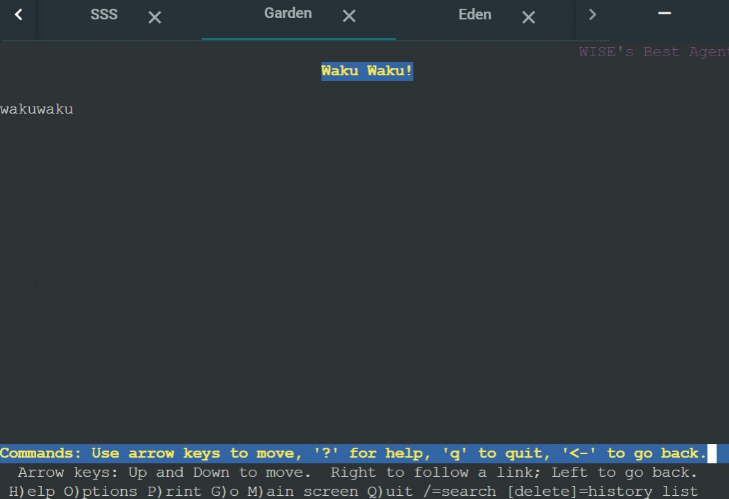 SSS Garden Eden
WISE's Best Agen
Waku Waku!
wakuwaku
Commands: Use arrow keys to move, '?' for help, 'q' to quit, '<-' to go back.
Arrow keys: Up and Down to move. Right to follow a link; Left to go back.
H)elp O)ptions P)rint G)o M)ain screen Q)uit /=search [delete]=history list